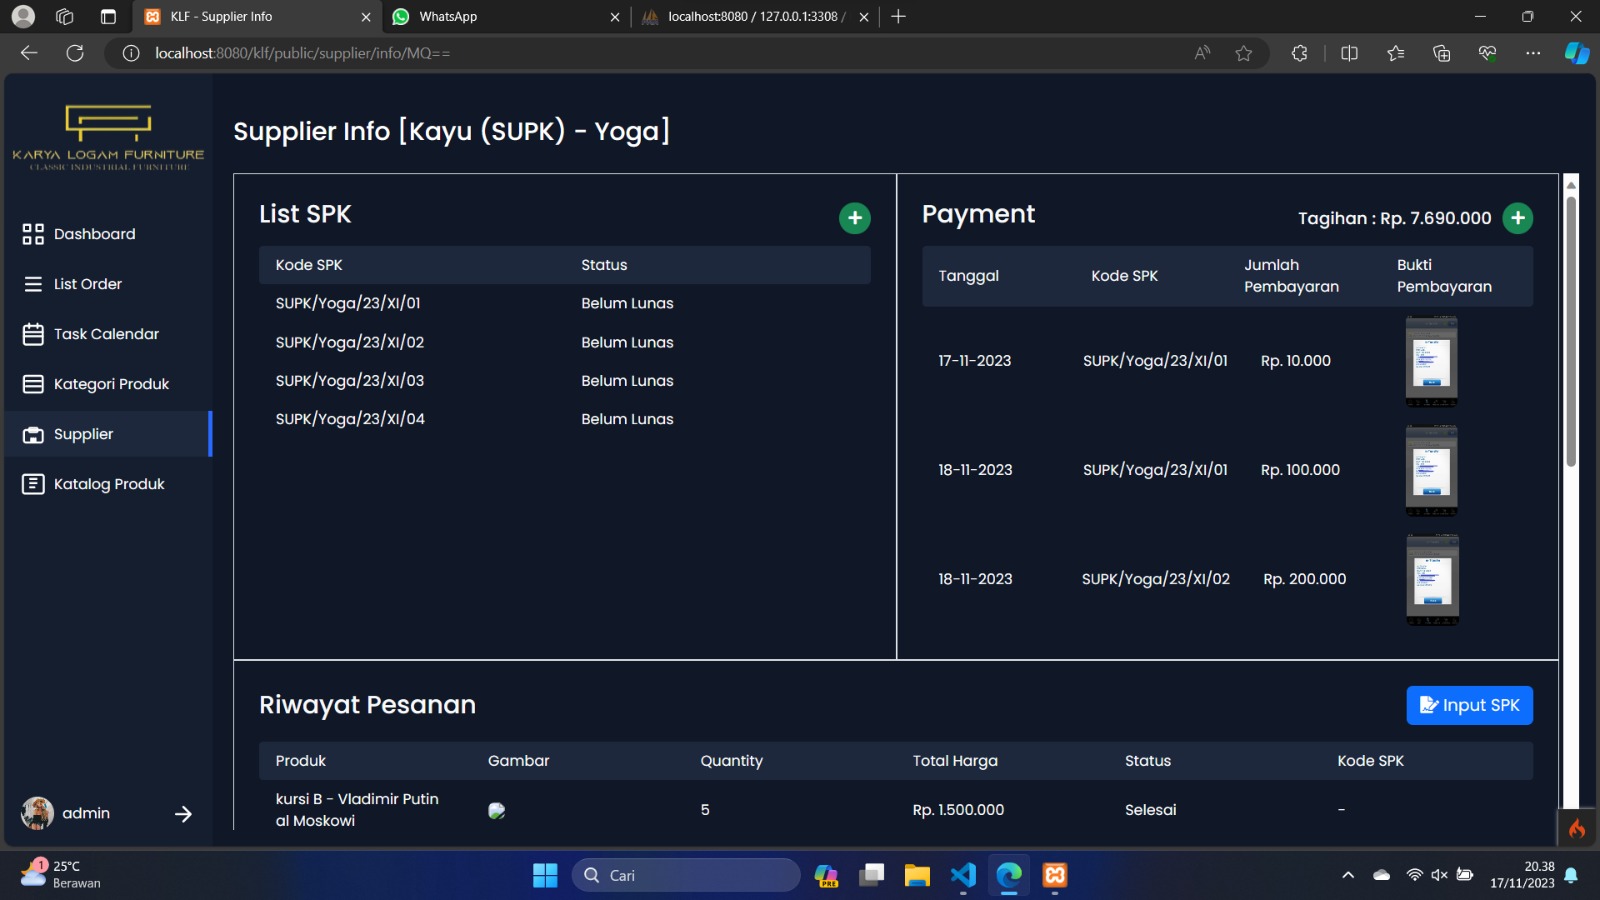 KLF - Supplier Info
WhatsApp
localhost:8080 / 127.0.0.1:3308 /
localhost:8080/klf/public/supplier/info/MQ==
KARYA LOGAM FURNITURE
CLASSIC INDUSTRIAL FURNITURE
Dashboard
List Order
Task Calendar
Kategori Produk
Supplier
Katalog Produk
admin
Supplier Info [Kayu (SUPK) - Yoga]
List SPK
Kode SPK Status
SUPK/Yoga/23/XI/01 Belum Lunas
SUPK/Yoga/23/XI/02 Belum Lunas
SUPK/Yoga/23/XI/03 Belum Lunas
SUPK/Yoga/23/XI/04 Belum Lunas
Payment Tagihan : Rp. 7.690.000
Tanggal Kode SPK Jumlah Pembayaran Bukti Pembayaran
17-11-2023 SUPK/Yoga/23/XI/01 Rp. 10.000
18-11-2023 SUPK/Yoga/23/XI/01 Rp. 100.000
18-11-2023 SUPK/Yoga/23/XI/02 Rp. 200.000
Riwayat Pesanan Input SPK
Produk Gambar Quantity Total Harga Status Kode SPK
kursi B - Vladimir Putin al Moskowi 5 Rp. 1.500.000 Selesai -
1
25°C
Berawan
Cari
PRE
20.38
17/11/2023